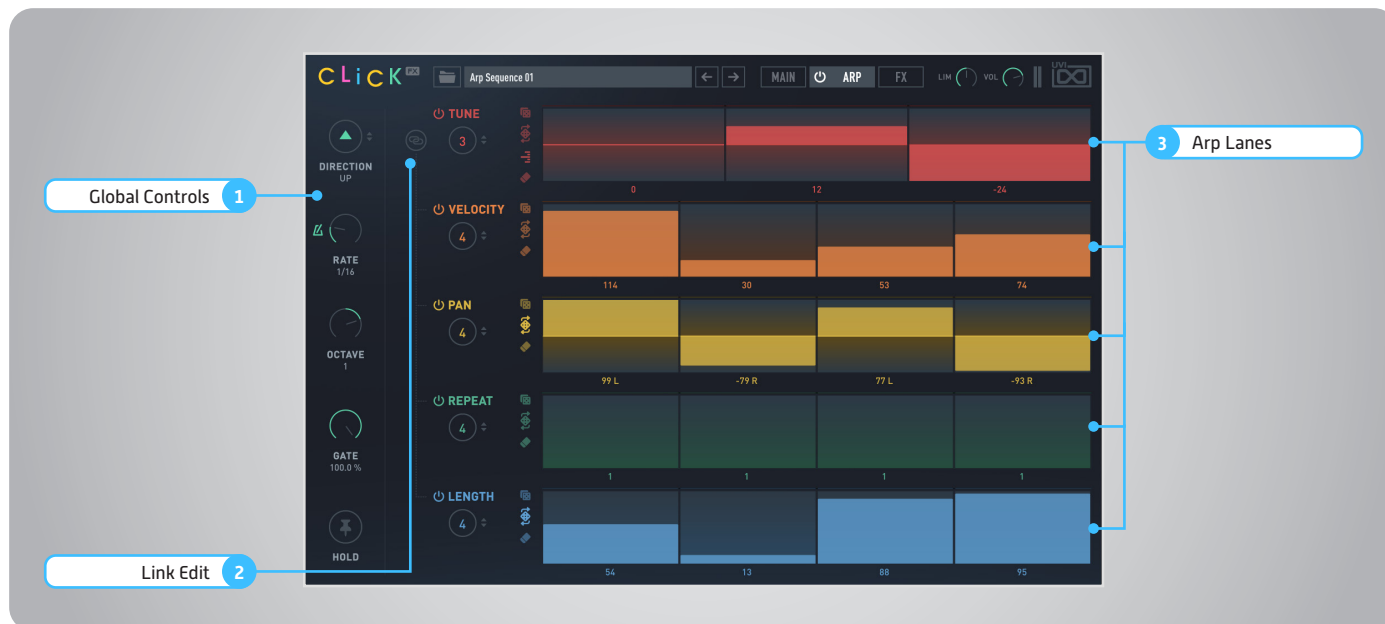 CLiCK FX
Arp Sequence 01
MAIN
ARP
FX
LIM
VOL
UVI
DIRECTION
UP
RATE
1/16
OCTAVE
1
GATE
100.0 %
HOLD
Global Controls 1
Link Edit 2
3 Arp Lanes
TUNE
3
0 12 -24
VELOCITY
4
114 30 53 74
PAN
4
99 L -79 R 77 L -93 R
REPEAT
4
1 1 1 1
LENGTH
4
54 13 88 95